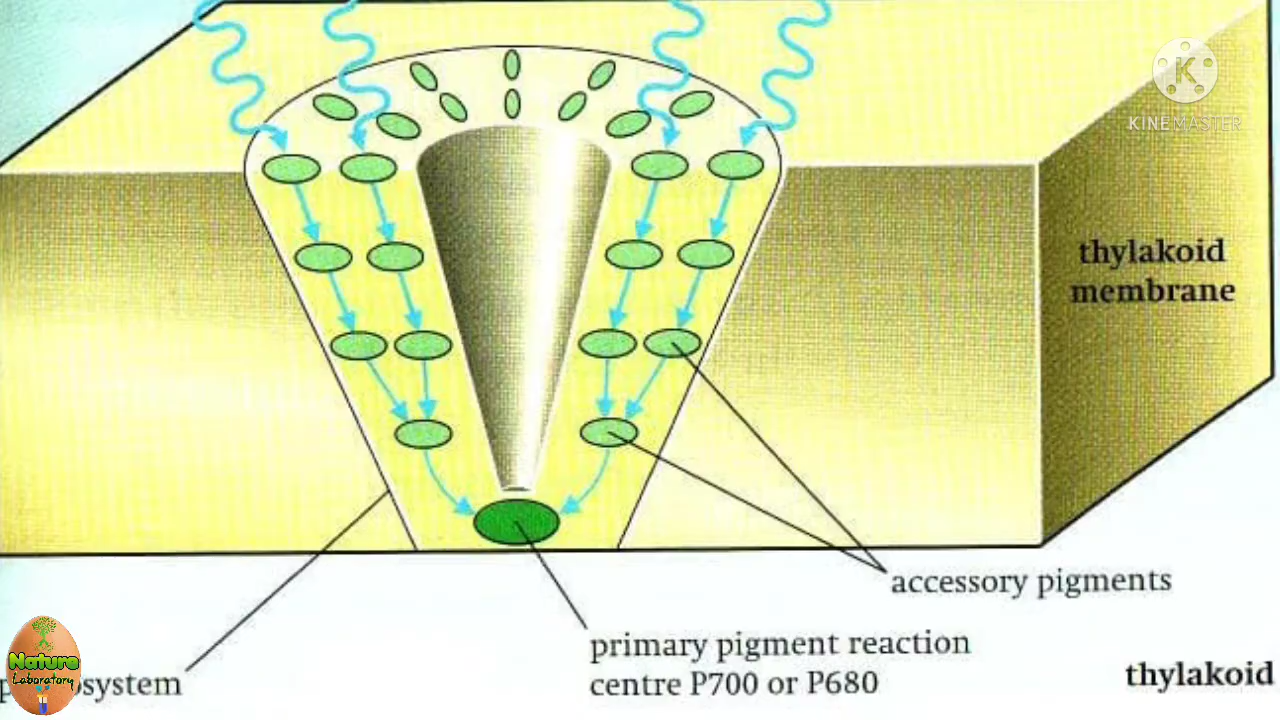 K
KINEMASTER
thylakoid
membrane
accessory pigments
primary pigment reaction
centre P700 or P680
thylakoid
Nature
Laboratory